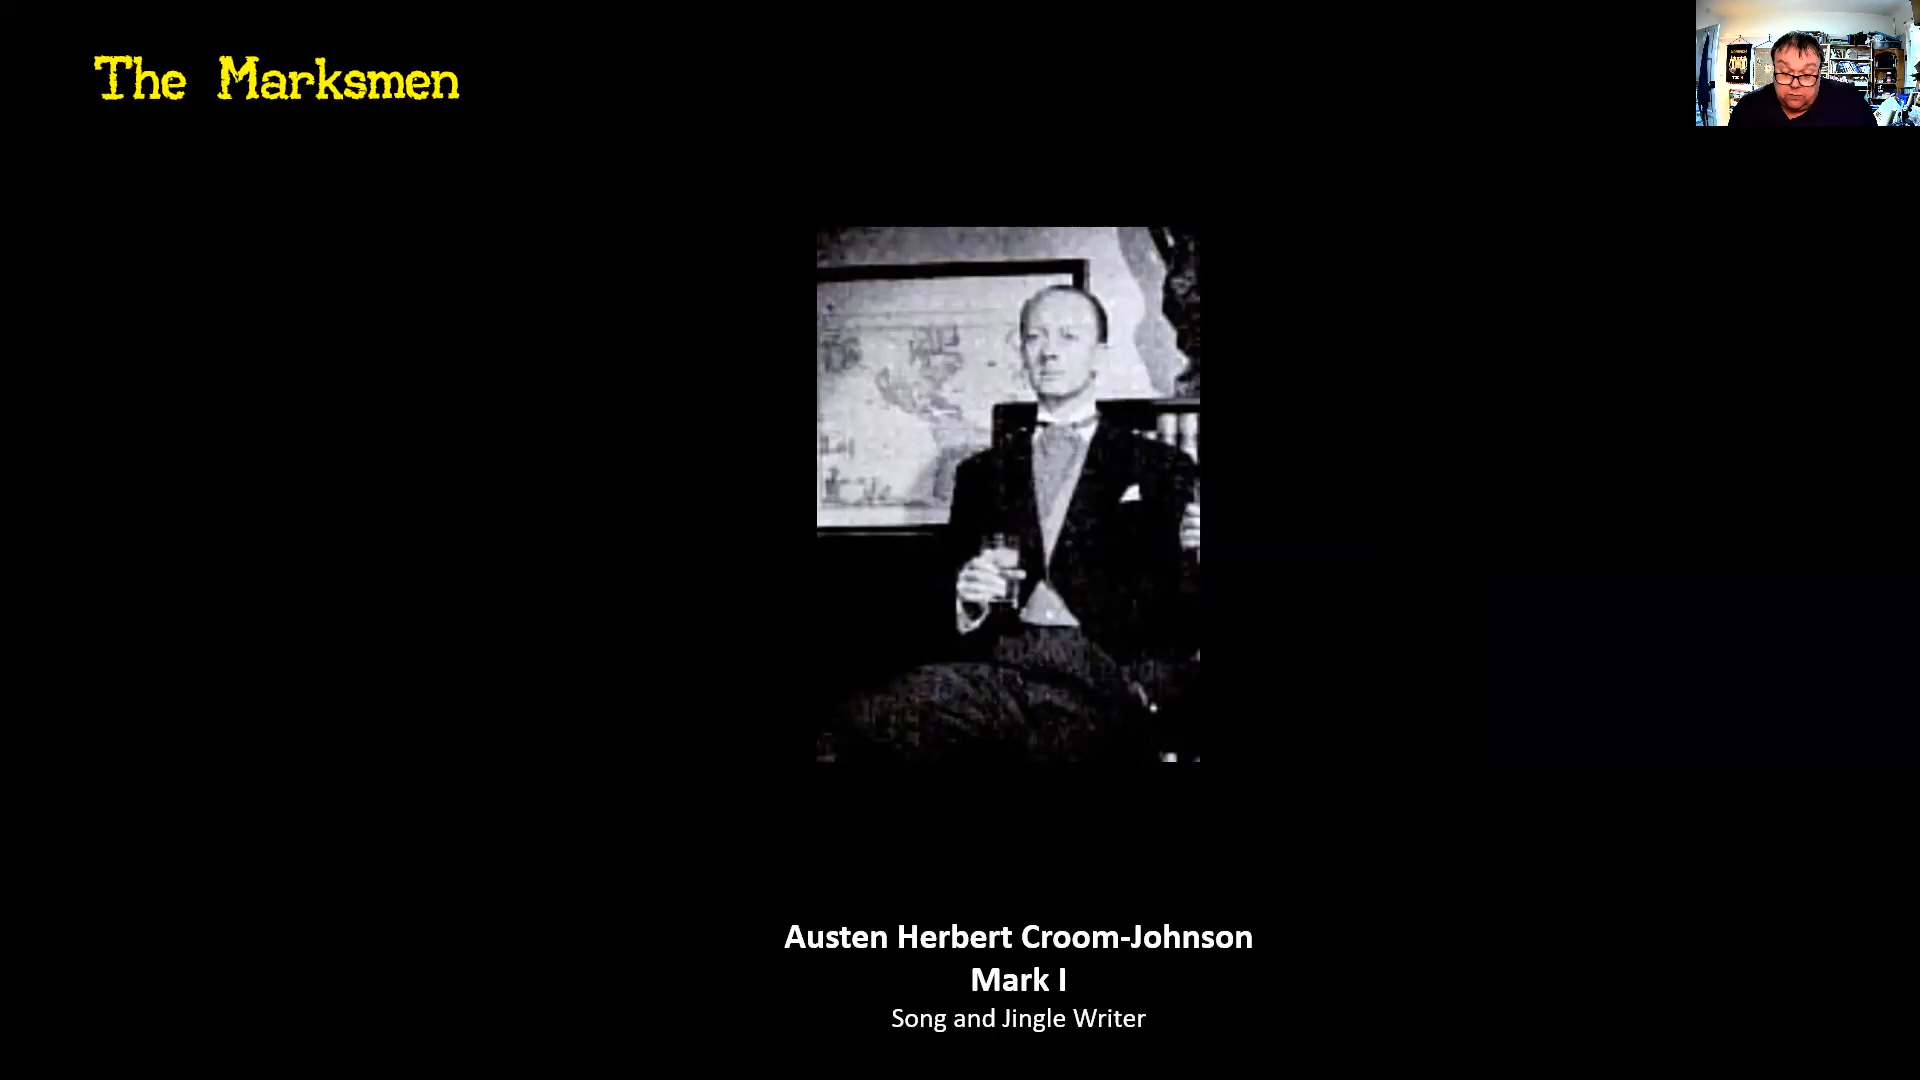 The Marksmen
Austen Herbert Croom-Johnson
Mark I
Song and Jingle Writer